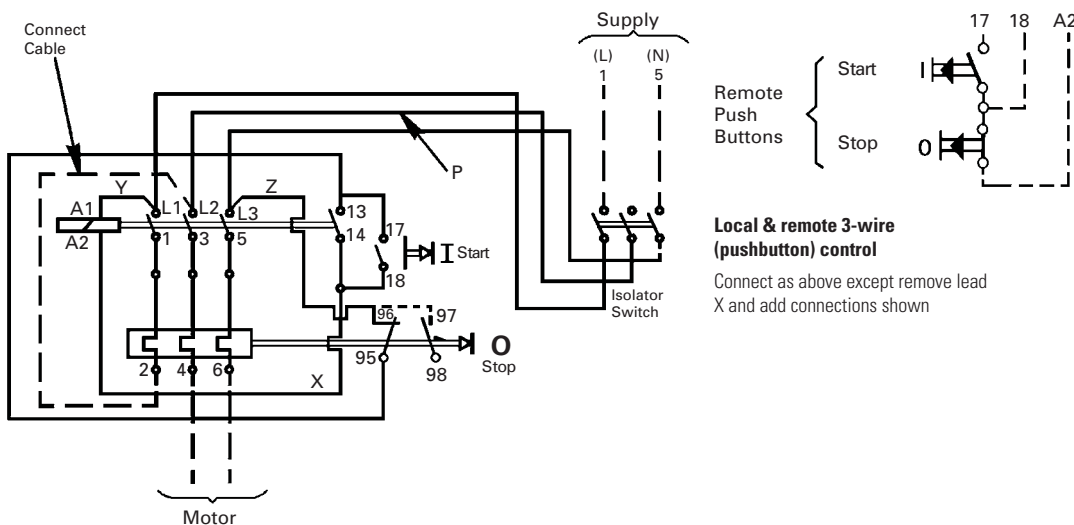 Connect
Cable
Supply
(L)
(N)
1
5
17
18
A2
Remote
Push
Buttons
Start
I
Stop
0
P
Y
Z
A1
L1
L2
L3
A2
1
3
5
13
14
17
18
I
Start
96
97
95
98
O
Stop
Isolator
Switch
2
4
6
X
Motor
Local & remote 3-wire
(pushbutton) control
Connect as above except remove lead
X and add connections shown